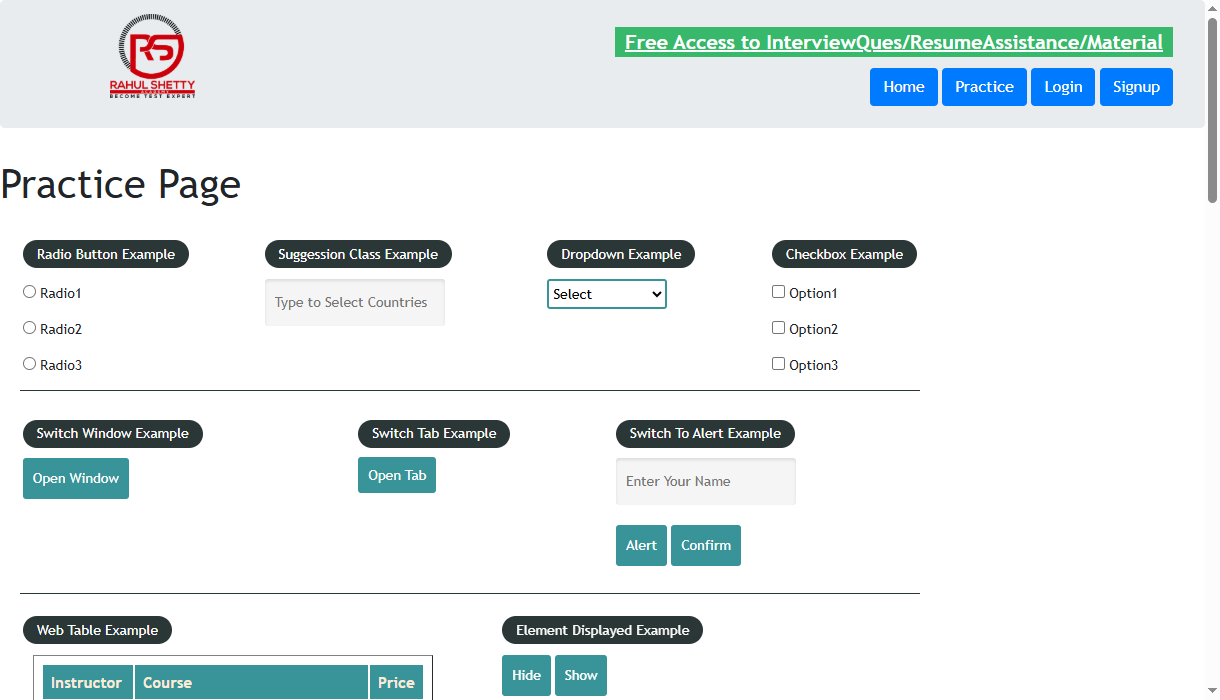 RS
RAHUL SHETTY
ACADEMY
BECOME TEST EXPERT
Free Access to InterviewQues/ResumeAssistance/Material
Home Practice Login Signup
Practice Page
Radio Button Example
Radio1
Radio2
Radio3
Suggession Class Example
Type to Select Countries
Dropdown Example
Select
Checkbox Example
Option1
Option2
Option3
Switch Window Example
Open Window
Switch Tab Example
Open Tab
Switch To Alert Example
Enter Your Name
Alert Confirm
Web Table Example
Instructor Course Price
Element Displayed Example
Hide Show